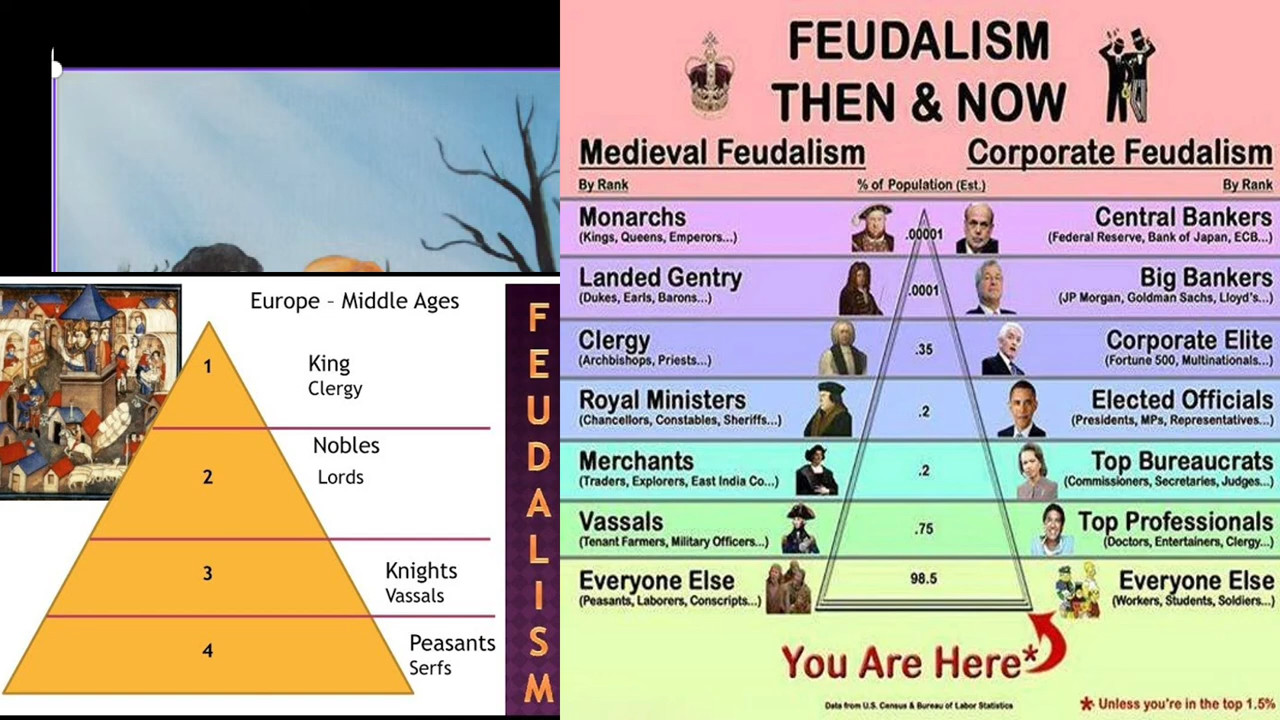 Europe – Middle Ages
1
King
Clergy
2
Nobles
Lords
3
Knights
Vassals
4
Peasants
Serfs
FEUDALISM
FEUDALISM
THEN & NOW
Medieval Feudalism
Corporate Feudalism
By Rank
% of Population (Est.)
By Rank
Monarchs
(Kings, Queens, Emperors...)
.00001
Central Bankers
(Federal Reserve, Bank of Japan, ECB...)
Landed Gentry
(Dukes, Earls, Barons...)
.0001
Big Bankers
(JP Morgan, Goldman Sachs, Lloyd's...)
Clergy
(Archbishops, Priests...)
.35
Corporate Elite
(Fortune 500, Multinationals...)
Royal Ministers
(Chancellors, Constables, Sheriffs...)
.2
Elected Officials
(Presidents, MPs, Representatives...)
Merchants
(Traders, Explorers, East India Co...)
.2
Top Bureaucrats
(Commissioners, Secretaries, Judges...)
Vassals
(Tenant Farmers, Military Officers...)
.75
Top Professionals
(Doctors, Entertainers, Clergy...)
Everyone Else
(Peasants, Laborers, Conscripts...)
98.5
Everyone Else
(Workers, Students, Soldiers...)
You Are Here*
Data from U.S. Census & Bureau of Labor Statistics
* Unless you're in the top 1.5%